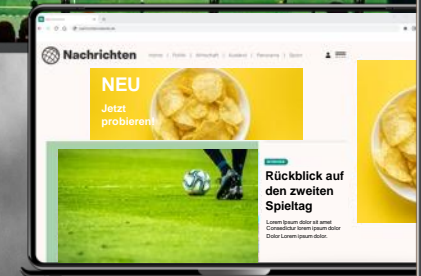 Nachrichten
Home | Politik | Wirtschaft | Ausland | Panorama | Sport
NEU
Jetzt
probieren!
Rückblick auf
den zweiten
Spieltag
Lorem ipsum dolor sit amet
Consedictur lorem ipsum dolor
Dolor Lorem ipsum dolor.